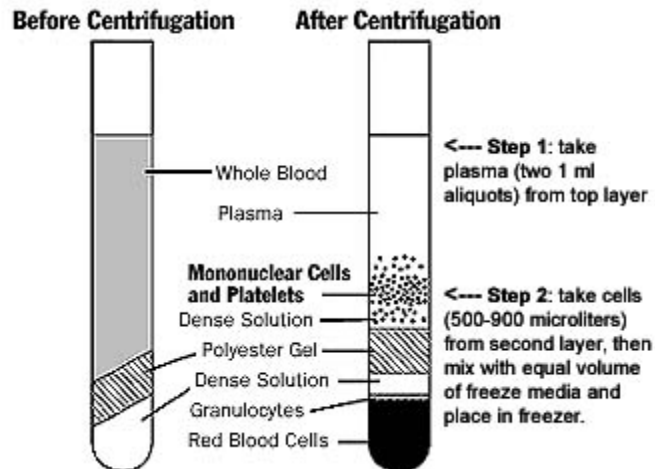 Before Centrifugation
After Centrifugation
Whole Blood
Plasma
Mononuclear Cells
and Platelets
Dense Solution
Polyester Gel
Dense Solution
Granulocytes
Red Blood Cells
<--- Step 1: take
plasma (two 1 ml
aliquots) from top layer
<--- Step 2: take cells
(500-900 microliters)
from second layer, then
mix with equal volume
of freeze media and
place in freezer.